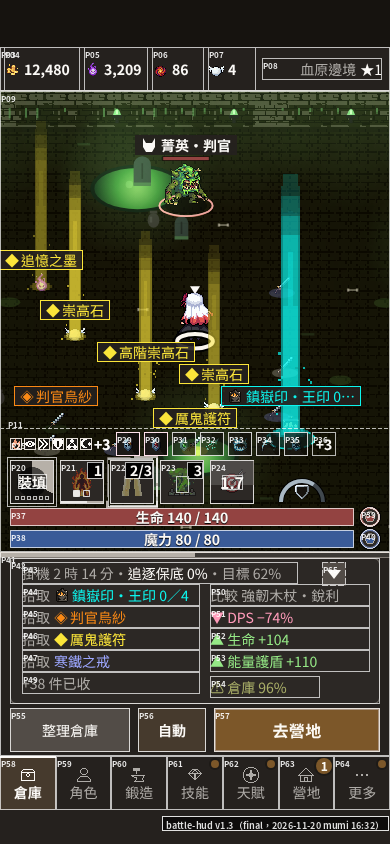 P04 12,480
P05 3,209
P06 86
P07 4
P08 血原邊境 ★1
P09
菁英・判官
◆追憶之墨
◆崇高石
◆高階崇高石
◆崇高石
◈判官烏紗
鎮獄印・王印 0…
◆厲鬼護符
P11
+3 P29 P30 P31 P32 P33 P34 P35 P36 +3
P20 裝填
P21 1
P22 2/3
P23 3
P24 1.7
P37 生命 140 / 140 P39
P38 魔力 80 / 80 P40
P41
掛機 2 時 14 分・追逐保底 0%・目標 62%
P44 拾取 鎮獄印・王印 0／4
P50 比較 強韌木杖・銳利
P45 拾取 ◈判官烏紗
P51 ▼DPS −74%
P46 拾取 ◆厲鬼護符
P52 ▲生命 +104
P47 拾取 寒鐵之戒
P53 ▲能量護盾 +110
P49 +38 件已收
P54 倉庫 96%
P55 整理倉庫
P56 自動
P57 去營地
P58 倉庫
P59 角色
P60 鍛造
P61 技能
P62 天賦
P63 營地 1
P64 更多
battle-hud v1.3 (final，2026-11-20 mumi 16:32)